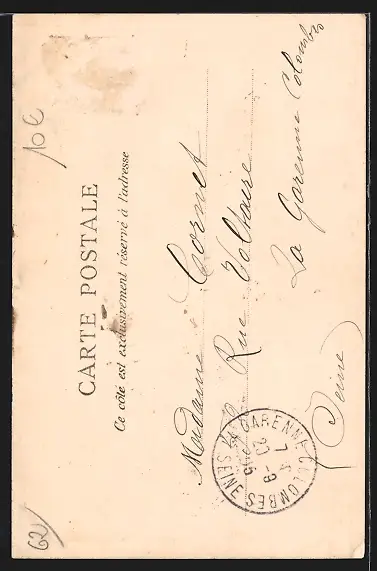 10€
CARTE POSTALE
Ce côté est exclusivement réservé à l'adresse
Madame Cornet
Rue Voltaire
La Garenne Colombes
Seine
LA GARENNE-COLOMBES
SEINE
62